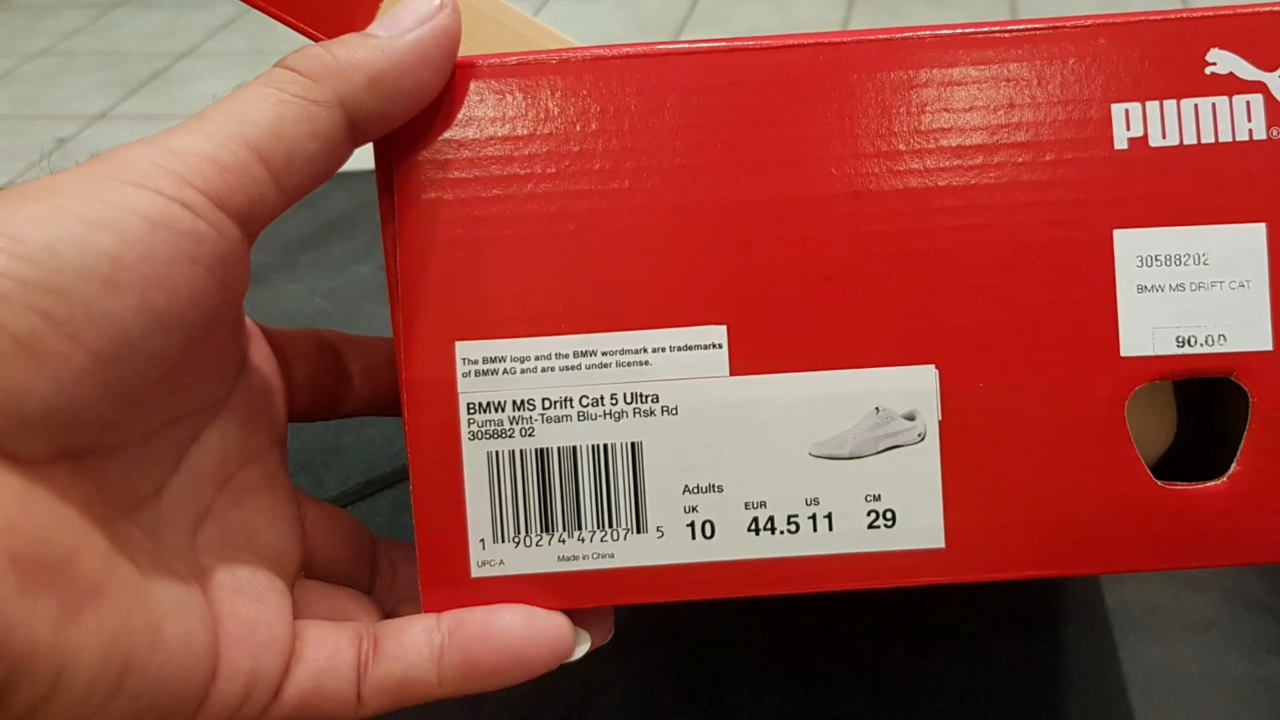 PUMA®
30588202
BMW MS DRIFT CAT
90.00
The BMW logo and the BMW wordmark are trademarks
of BMW AG and are used under license.
BMW MS Drift Cat 5 Ultra
Puma Wht-Team Blu-Hgh Rsk Rd
305882 02
1 90274 47207 5
UPC-A
Made in China
Adults
UK EUR US CM
10 44.5 11 29